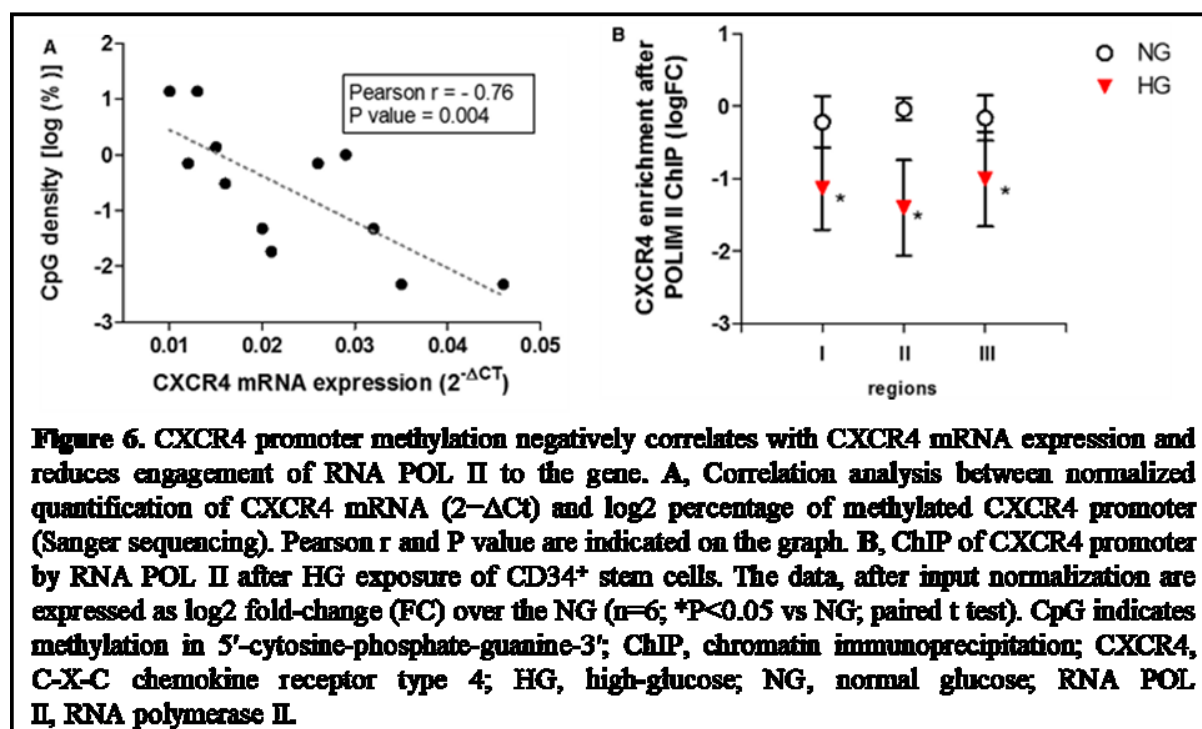 A
2
1
0
-1
-2
-3
CpG density [log (% )]
Pearson r = - 0.76
P value = 0.004
0.01 0.02 0.03 0.04 0.05
CXCR4 mRNA expression (2-ΔCT)
B
1
0
-1
-2
-3
CXCR4 enrichment after
POLIM II ChIP (logFC)
NG
HG
*
*
*
I II III
regions
Figure 6. CXCR4 promoter methylation negatively correlates with CXCR4 mRNA expression and
reduces engagement of RNA POL II to the gene. A, Correlation analysis between normalized
quantification of CXCR4 mRNA (2−ΔCt) and log2 percentage of methylated CXCR4 promoter
(Sanger sequencing). Pearson r and P value are indicated on the graph. B, ChIP of CXCR4 promoter
by RNA POL II after HG exposure of CD34+ stem cells. The data, after input normalization are
expressed as log2 fold-change (FC) over the NG (n=6; *P<0.05 vs NG; paired t test). CpG indicates
methylation in 5′-cytosine-phosphate-guanine-3′; ChIP, chromatin immunoprecipitation; CXCR4,
C-X-C chemokine receptor type 4; HG, high-glucose; NG, normal glucose; RNA POL
II, RNA polymerase II.